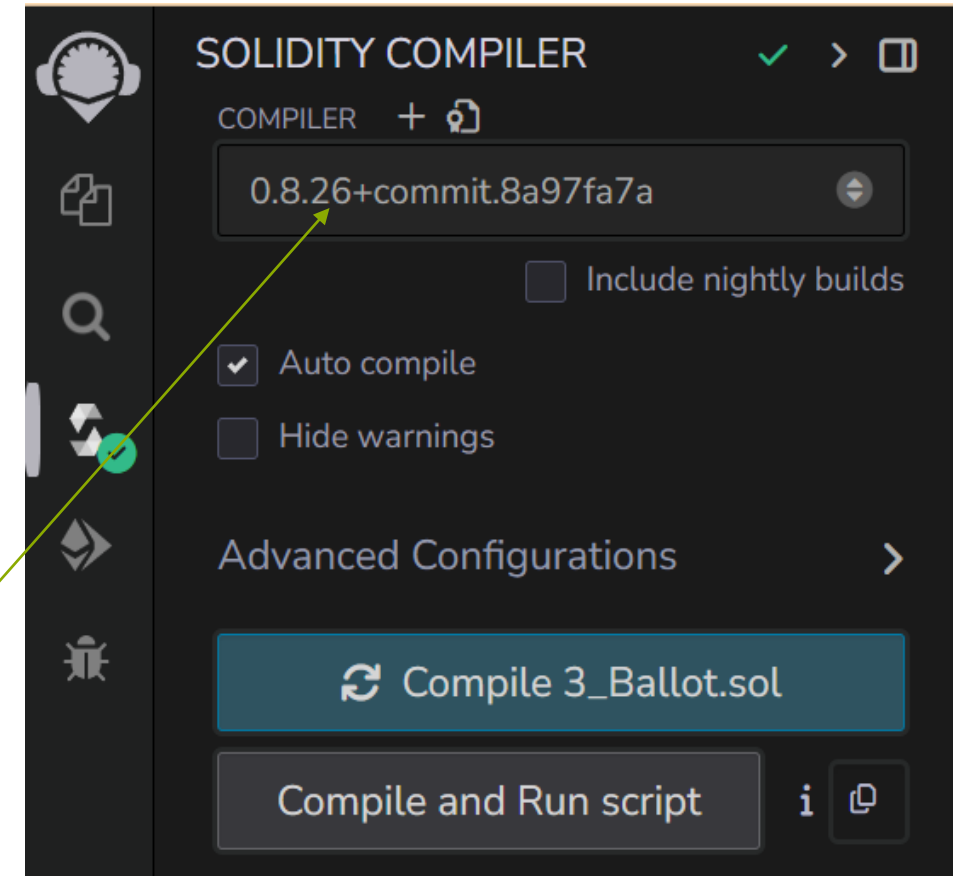 SOLIDITY COMPILER
COMPILER
0.8.26+commit.8a97fa7a
Include nightly builds
Auto compile
Hide warnings
Advanced Configurations
Compile 3_Ballot.sol
Compile and Run script